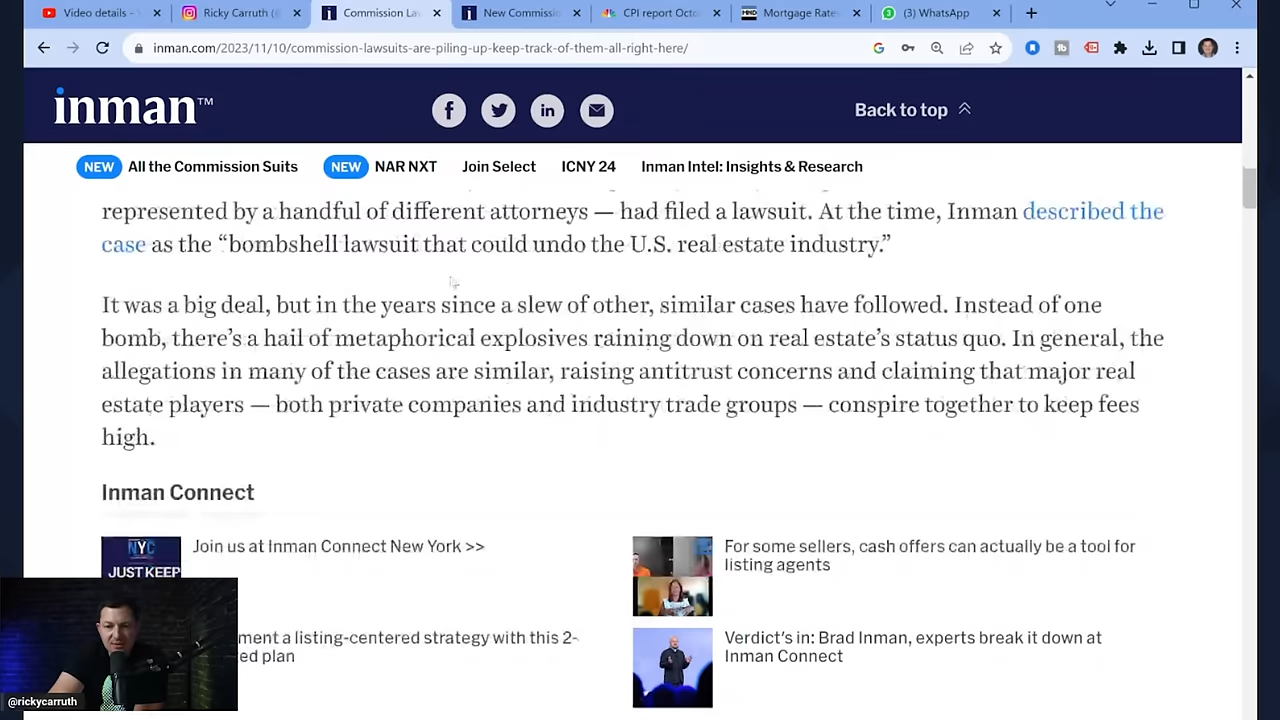 Video details -
Ricky Carruth (
Commission La
New Commissio
CPI report Octo
Mortgage Rate
(3) WhatsApp
inman.com/2023/11/10/commission-lawsuits-are-piling-up-keep-track-of-them-all-right-here/
inman™
Back to top
NEW All the Commission Suits NEW NAR NXT Join Select ICNY 24 Inman Intel: Insights & Research
represented by a handful of different attorneys — had filed a lawsuit. At the time, Inman described the
case as the “bombshell lawsuit that could undo the U.S. real estate industry.”
It was a big deal, but in the years since a slew of other, similar cases have followed. Instead of one
bomb, there’s a hail of metaphorical explosives raining down on real estate’s status quo. In general, the
allegations in many of the cases are similar, raising antitrust concerns and claiming that major real
estate players — both private companies and industry trade groups — conspire together to keep fees
high.
Inman Connect
NYC
JUST KEEP
Join us at Inman Connect New York >>
For some sellers, cash offers can actually be a tool for
listing agents
ment a listing-centered strategy with this 2-
ed plan
Verdict's in: Brad Inman, experts break it down at
Inman Connect
@rickycarruth